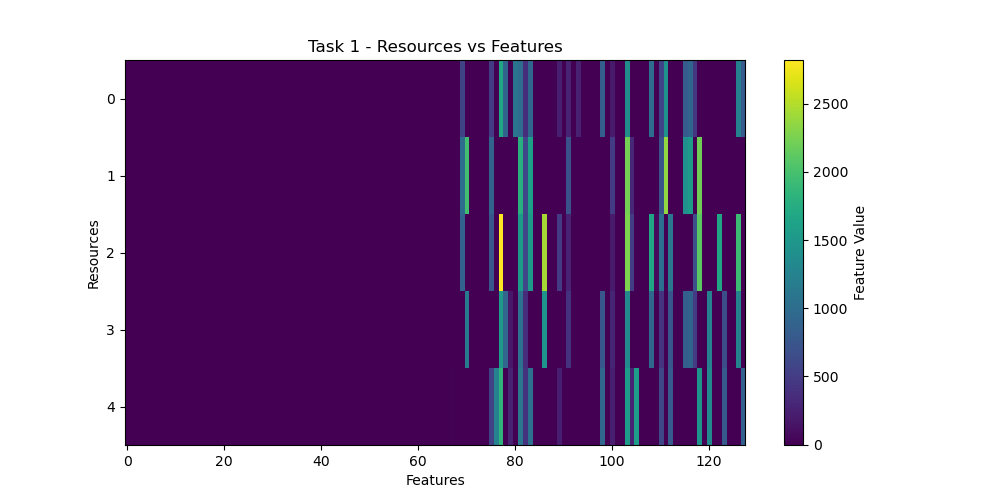 Task 1 - Resources vs Features
0
1
2
3
4
Resources
0 20 40 60 80 100 120
Features
2500
2000
1500
1000
500
0
Feature Value